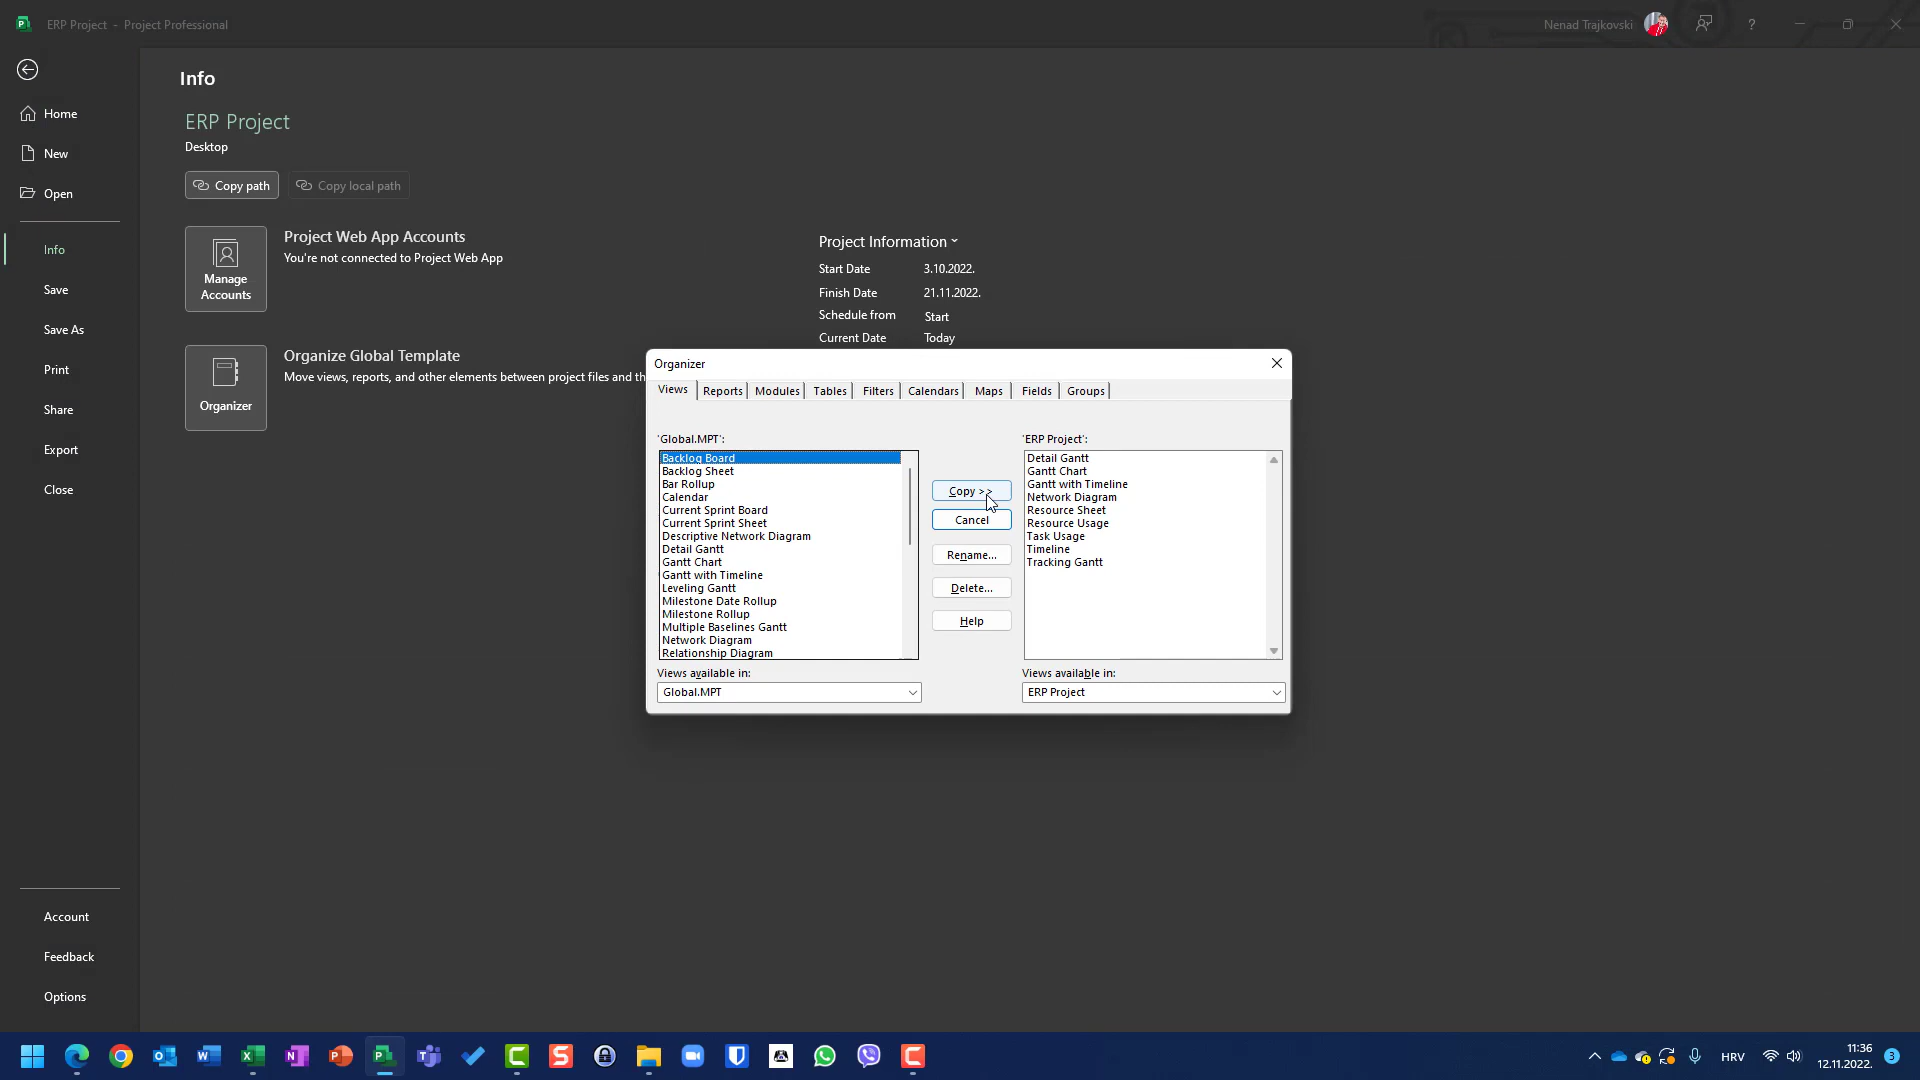 ERP Project - Project Professional
Nenad Trajkovski
?
Info
Home
New
Open
Info
Save
Save As
Print
Share
Export
Close
Account
Feedback
Options
ERP Project
Desktop
Copy path
Copy local path
Manage
Accounts
Project Web App Accounts
You're not connected to Project Web App
Organizer
Organize Global Template
Move views, reports, and other elements between project files and th
Project Information
Start Date 3.10.2022.
Finish Date 21.11.2022.
Schedule from Start
Current Date Today
Organizer
Views
Reports
Modules
Tables
Filters
Calendars
Maps
Fields
Groups
'Global.MPT':
Backlog Board
Backlog Sheet
Bar Rollup
Calendar
Current Sprint Board
Current Sprint Sheet
Descriptive Network Diagram
Detail Gantt
Gantt Chart
Gantt with Timeline
Leveling Gantt
Milestone Date Rollup
Milestone Rollup
Multiple Baselines Gantt
Network Diagram
Relationship Diagram
Views available in:
Global.MPT
Copy >>
Cancel
Rename...
Delete...
Help
'ERP Project':
Detail Gantt
Gantt Chart
Gantt with Timeline
Network Diagram
Resource Sheet
Resource Usage
Task Usage
Timeline
Tracking Gantt
Views available in:
ERP Project
HRV
11:36
12.11.2022.
3